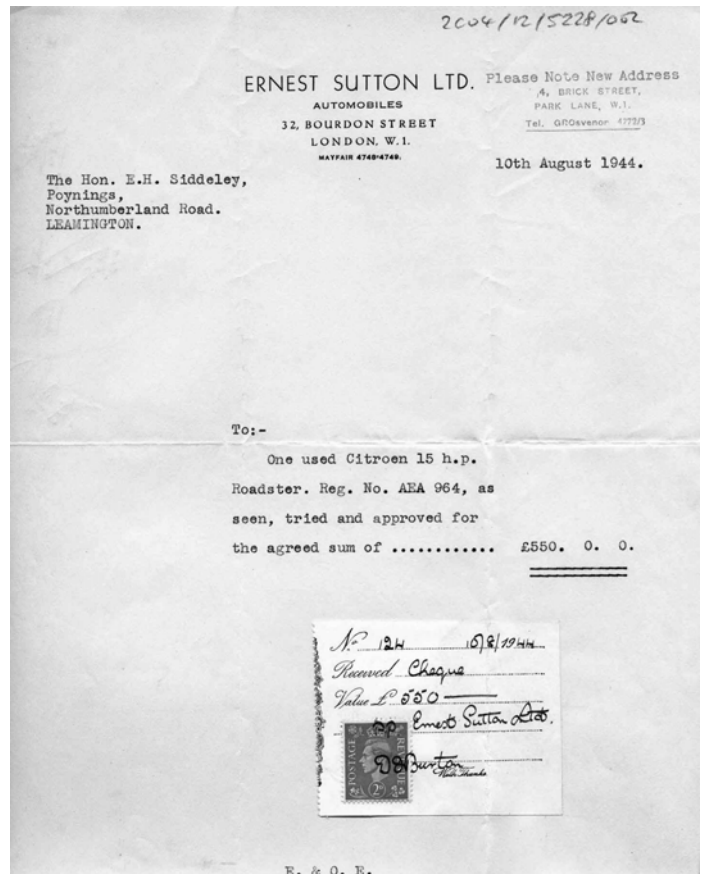 2004/12/5228/062
ERNEST SUTTON LTD.
AUTOMOBILES
32, BOURDON STREET
LONDON, W.1.
MAYFAIR 4748-4749.
Please Note New Address
4, BRICK STREET,
PARK LANE, W.1.
Tel. GROsvenor 4772/3
10th August 1944.
The Hon. E.H. Siddeley,
Poynings,
Northumberland Road.
LEAMINGTON.
To:-
One used Citroen 15 h.p.
Roadster. Reg. No. AEA 964, as
seen, tried and approved for
the agreed sum of ............ £550. 0. 0.
No. 124 10/8/1944
Received Cheque
Value £ 550
pp Ernest Sutton Ltd.
POSTAGE REVENUE
DBurton
With Thanks
E. & O. E.